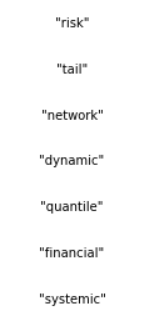 "risk"
"tail"
"network"
"dynamic"
"quantile"
"financial"
"systemic"